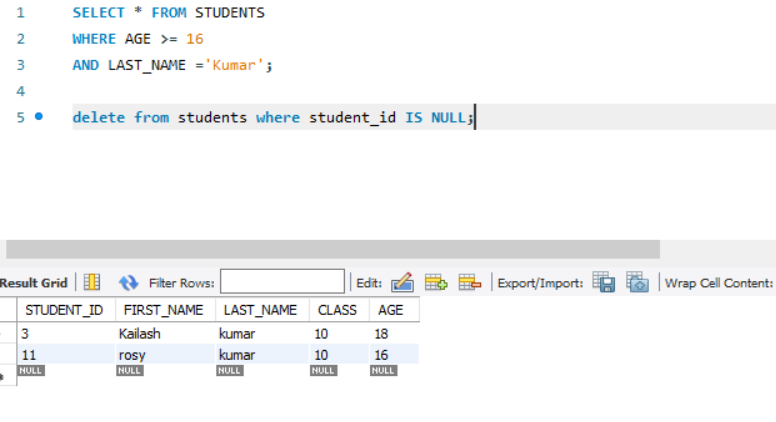 1 SELECT * FROM STUDENTS
2 WHERE AGE >= 16
3 AND LAST_NAME ='Kumar';
4
5 delete from students where student_id IS NULL;
Result Grid Filter Rows: Edit: Export/Import: Wrap Cell Content:
STUDENT_ID FIRST_NAME LAST_NAME CLASS AGE
3 Kailash kumar 10 18
11 rosy kumar 10 16
* NULL NULL NULL NULL NULL